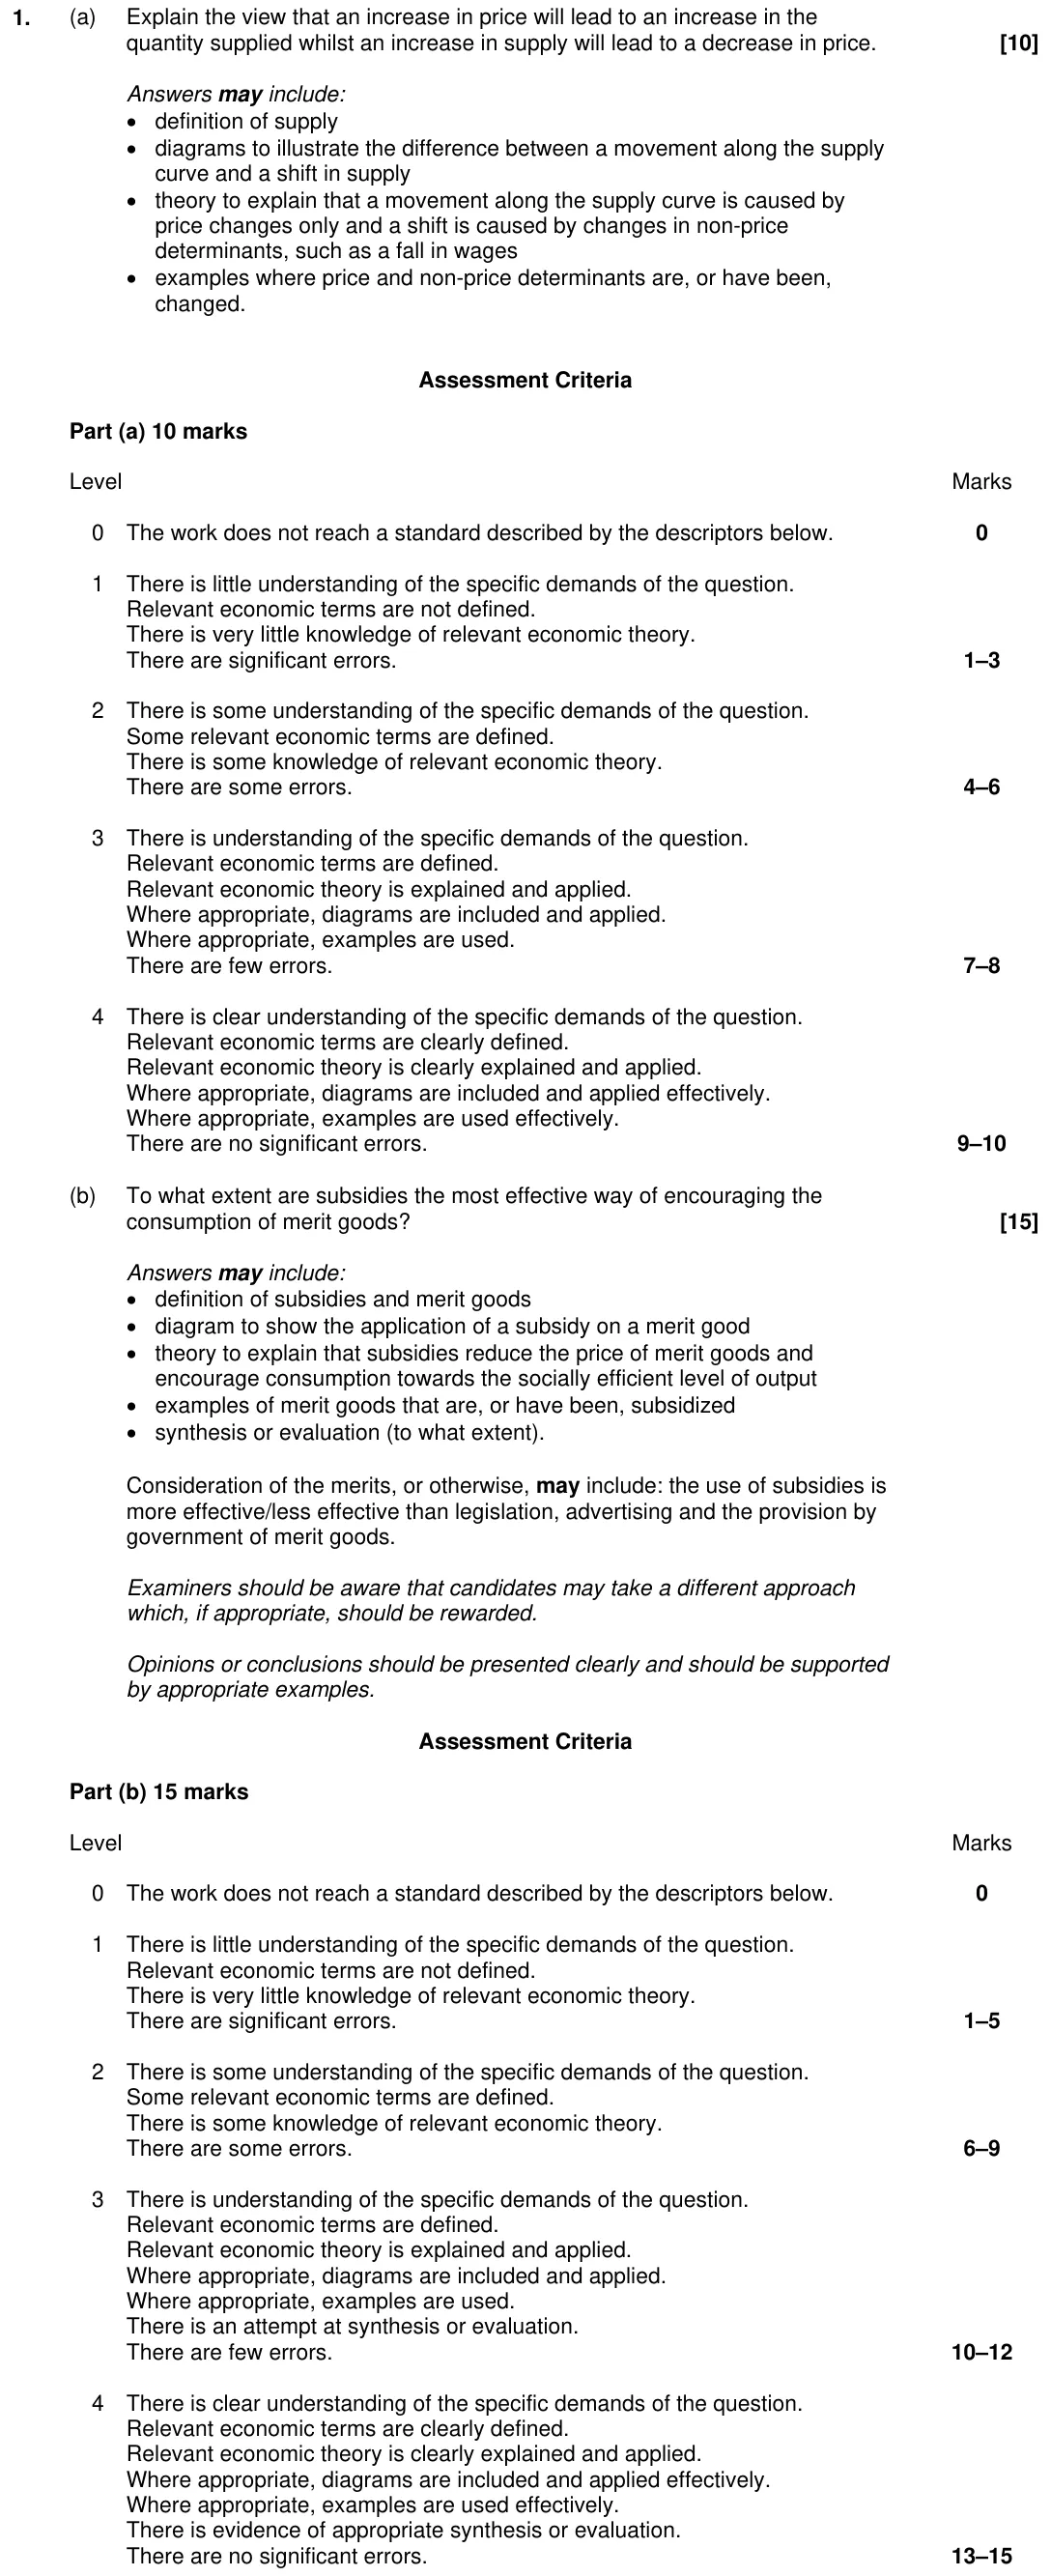 1. (a) Explain the view that an increase in price will lead to an increase in the
quantity supplied whilst an increase in supply will lead to a decrease in price. [10]
Answers may include:
• definition of supply
• diagrams to illustrate the difference between a movement along the supply
curve and a shift in supply
• theory to explain that a movement along the supply curve is caused by
price changes only and a shift is caused by changes in non-price
determinants, such as a fall in wages
• examples where price and non-price determinants are, or have been,
changed.
Assessment Criteria
Part (a) 10 marks
Level Marks
0 The work does not reach a standard described by the descriptors below. 0
1 There is little understanding of the specific demands of the question.
Relevant economic terms are not defined.
There is very little knowledge of relevant economic theory.
There are significant errors. 1–3
2 There is some understanding of the specific demands of the question.
Some relevant economic terms are defined.
There is some knowledge of relevant economic theory.
There are some errors. 4–6
3 There is understanding of the specific demands of the question.
Relevant economic terms are defined.
Relevant economic theory is explained and applied.
Where appropriate, diagrams are included and applied.
Where appropriate, examples are used.
There are few errors. 7–8
4 There is clear understanding of the specific demands of the question.
Relevant economic terms are clearly defined.
Relevant economic theory is clearly explained and applied.
Where appropriate, diagrams are included and applied effectively.
Where appropriate, examples are used effectively.
There are no significant errors. 9–10
(b) To what extent are subsidies the most effective way of encouraging the
consumption of merit goods? [15]
Answers may include:
• definition of subsidies and merit goods
• diagram to show the application of a subsidy on a merit good
• theory to explain that subsidies reduce the price of merit goods and
encourage consumption towards the socially efficient level of output
• examples of merit goods that are, or have been, subsidized
• synthesis or evaluation (to what extent).
Consideration of the merits, or otherwise, may include: the use of subsidies is
more effective/less effective than legislation, advertising and the provision by
government of merit goods.
Examiners should be aware that candidates may take a different approach
which, if appropriate, should be rewarded.
Opinions or conclusions should be presented clearly and should be supported
by appropriate examples.
Assessment Criteria
Part (b) 15 marks
Level Marks
0 The work does not reach a standard described by the descriptors below. 0
1 There is little understanding of the specific demands of the question.
Relevant economic terms are not defined.
There is very little knowledge of relevant economic theory.
There are significant errors. 1–5
2 There is some understanding of the specific demands of the question.
Some relevant economic terms are defined.
There is some knowledge of relevant economic theory.
There are some errors. 6–9
3 There is understanding of the specific demands of the question.
Relevant economic terms are defined.
Relevant economic theory is explained and applied.
Where appropriate, diagrams are included and applied.
Where appropriate, examples are used.
There is an attempt at synthesis or evaluation.
There are few errors. 10–12
4 There is clear understanding of the specific demands of the question.
Relevant economic terms are clearly defined.
Relevant economic theory is clearly explained and applied.
Where appropriate, diagrams are included and applied effectively.
Where appropriate, examples are used effectively.
There is evidence of appropriate synthesis or evaluation.
There are no significant errors. 13–15